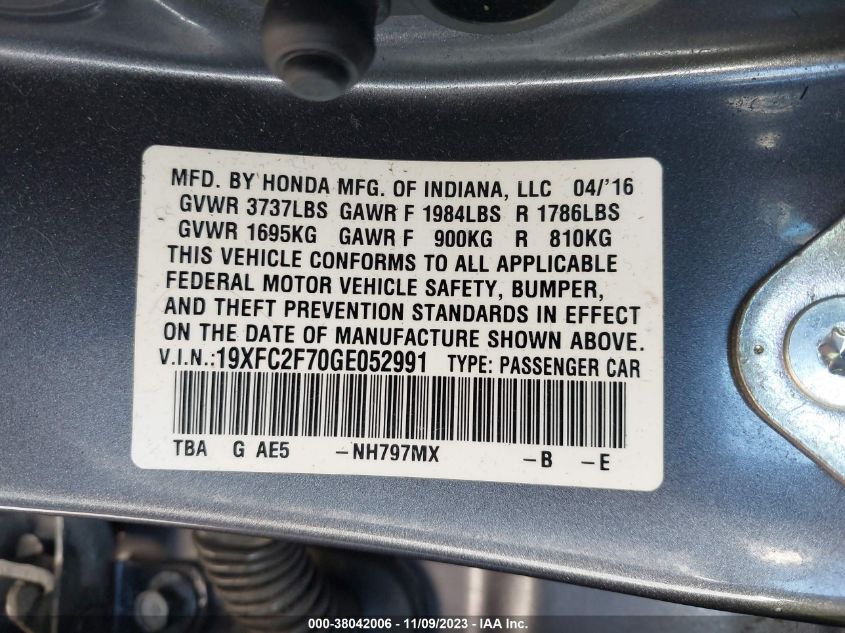 MFD. BY HONDA MFG. OF INDIANA, LLC 04/'16
GVWR 3737LBS GAWR F 1984LBS R 1786LBS
GVWR 1695KG GAWR F 900KG R 810KG
THIS VEHICLE CONFORMS TO ALL APPLICABLE
FEDERAL MOTOR VEHICLE SAFETY, BUMPER,
AND THEFT PREVENTION STANDARDS IN EFFECT
ON THE DATE OF MANUFACTURE SHOWN ABOVE.
V.I.N.:19XFC2F70GE052991 TYPE: PASSENGER CAR
TBA G AE5 -NH797MX -B -E
000-38042006 - 11/09/2023 - IAA Inc.